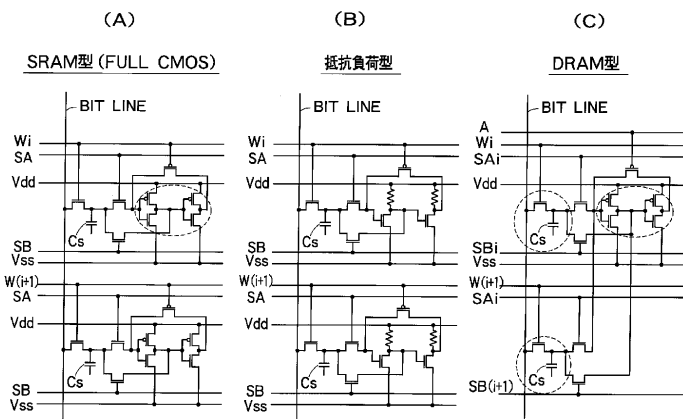 (A)
SRAM型(FULL CMOS)
BIT LINE
Wi
SA
Vdd
Cs
SB
Vss
W(i+1)
SA
Vdd
Cs
SB
Vss
(B)
抵抗負荷型
BIT LINE
Wi
SA
Vdd
Cs
SB
Vss
W(i+1)
SA
Vdd
Cs
SB
Vss
(C)
DRAM型
BIT LINE
A
Wi
SAi
Vdd
Cs
SBi
Vss
W(i+1)
SAi
Cs
SB(i+1)